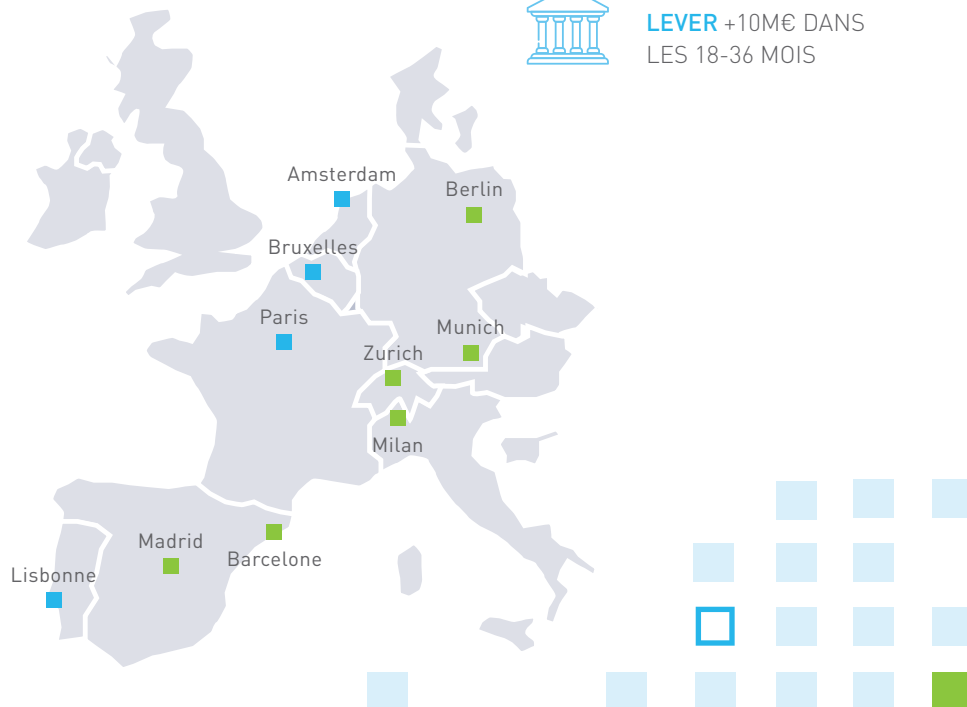 LEVER +10M€ DANS
LES 18-36 MOIS
Amsterdam
Berlin
Bruxelles
Paris
Munich
Zurich
Milan
Madrid
Barcelone
Lisbonne